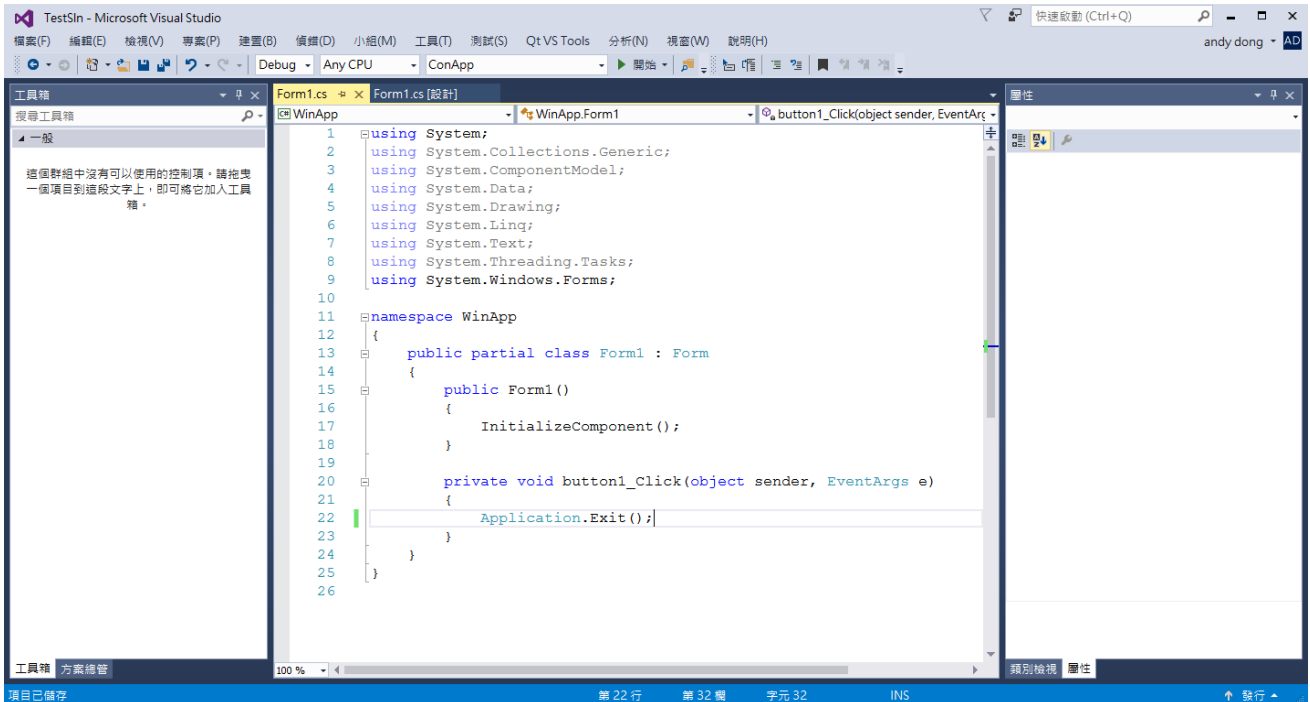 TestSln - Microsoft Visual Studio
快速啟動 (Ctrl+Q)
檔案(F) 編輯(E) 檢視(V) 專案(P) 建置(B) 偵錯(D) 小組(M) 工具(T) 測試(S) Qt VS Tools 分析(N) 視窗(W) 說明(H)
andy dong AD
Debug Any CPU ConApp 開始
工具箱
搜尋工具箱
一般
這個群組中沒有可以使用的控制項。請拖曳
一個項目到這段文字上，即可將它加入工具
箱。
工具箱 方案總管
Form1.cs Form1.cs [設計]
C# WinApp WinApp.Form1 button1_Click(object sender, EventArg
1 using System;
2 using System.Collections.Generic;
3 using System.ComponentModel;
4 using System.Data;
5 using System.Drawing;
6 using System.Linq;
7 using System.Text;
8 using System.Threading.Tasks;
9 using System.Windows.Forms;
10
11 namespace WinApp
12 {
13 public partial class Form1 : Form
14 {
15 public Form1()
16 {
17 InitializeComponent();
18 }
19
20 private void button1_Click(object sender, EventArgs e)
21 {
22 Application.Exit();
23 }
24 }
25 }
26
100 %
屬性
類別檢視 屬性
項目已儲存 第 22 行 第 32 欄 字元 32 INS 發行